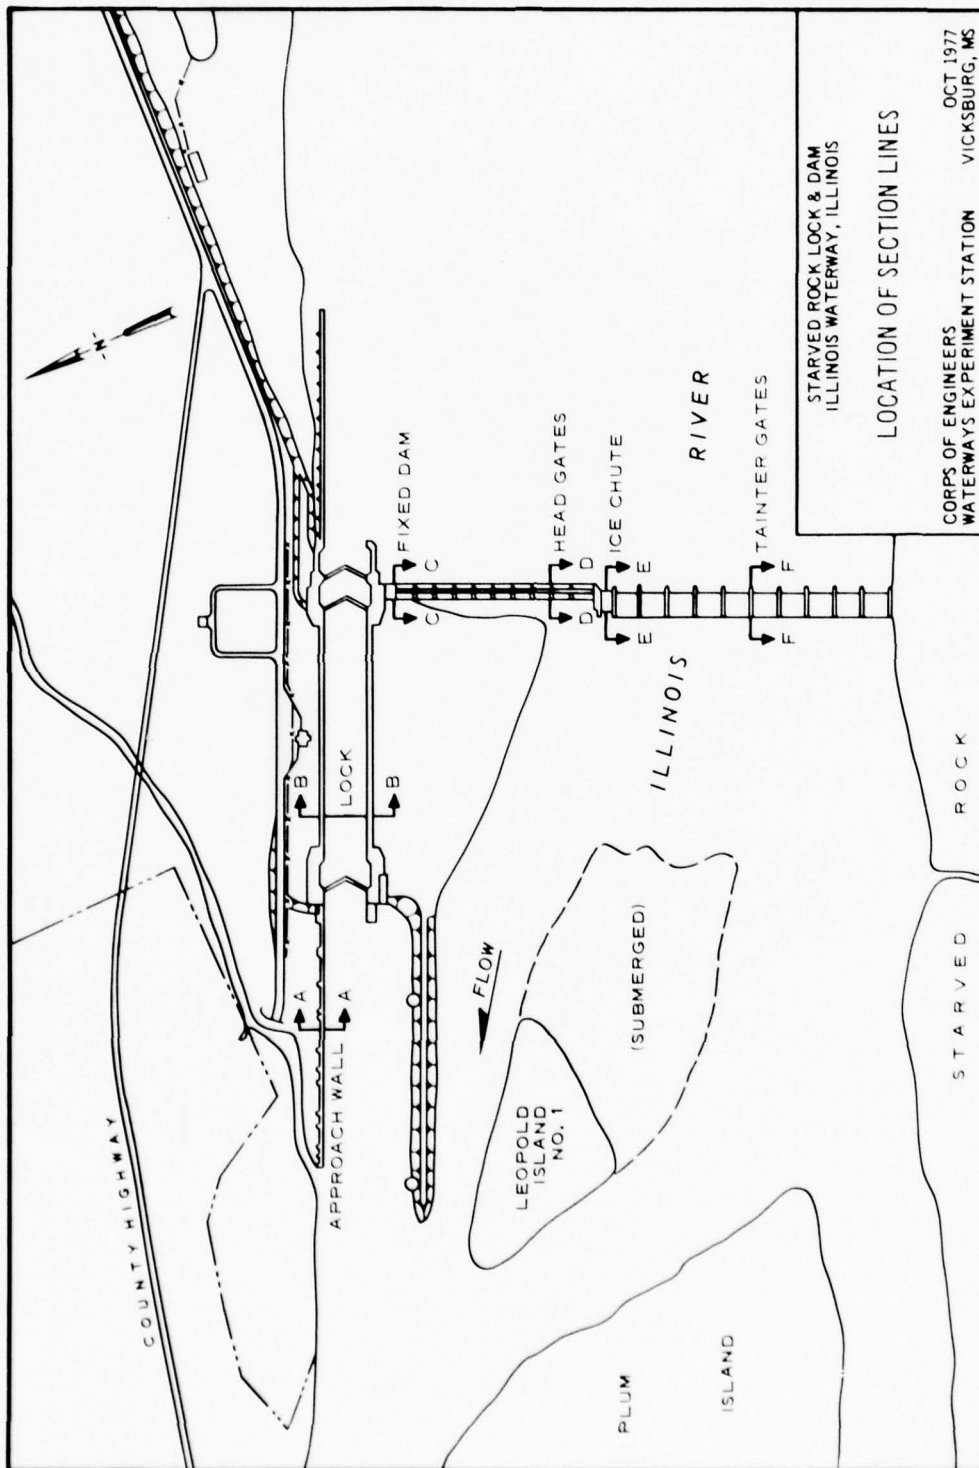 COUNTY HIGHWAY
N
APPROACH WALL
A
A
B
LOCK
B
FIXED DAM
C
C
HEAD GATES
D
D
ICE CHUTE
E
E
TAINTER GATES
F
F
FLOW
ILLINOIS
RIVER
LEOPOLD
ISLAND
NO. 1
(SUBMERGED)
PLUM
ISLAND
STARVED ROCK
STARVED ROCK LOCK & DAM
ILLINOIS WATERWAY, ILLINOIS
LOCATION OF SECTION LINES
CORPS OF ENGINEERS OCT 1977
WATERWAYS EXPERIMENT STATION VICKSBURG, MS